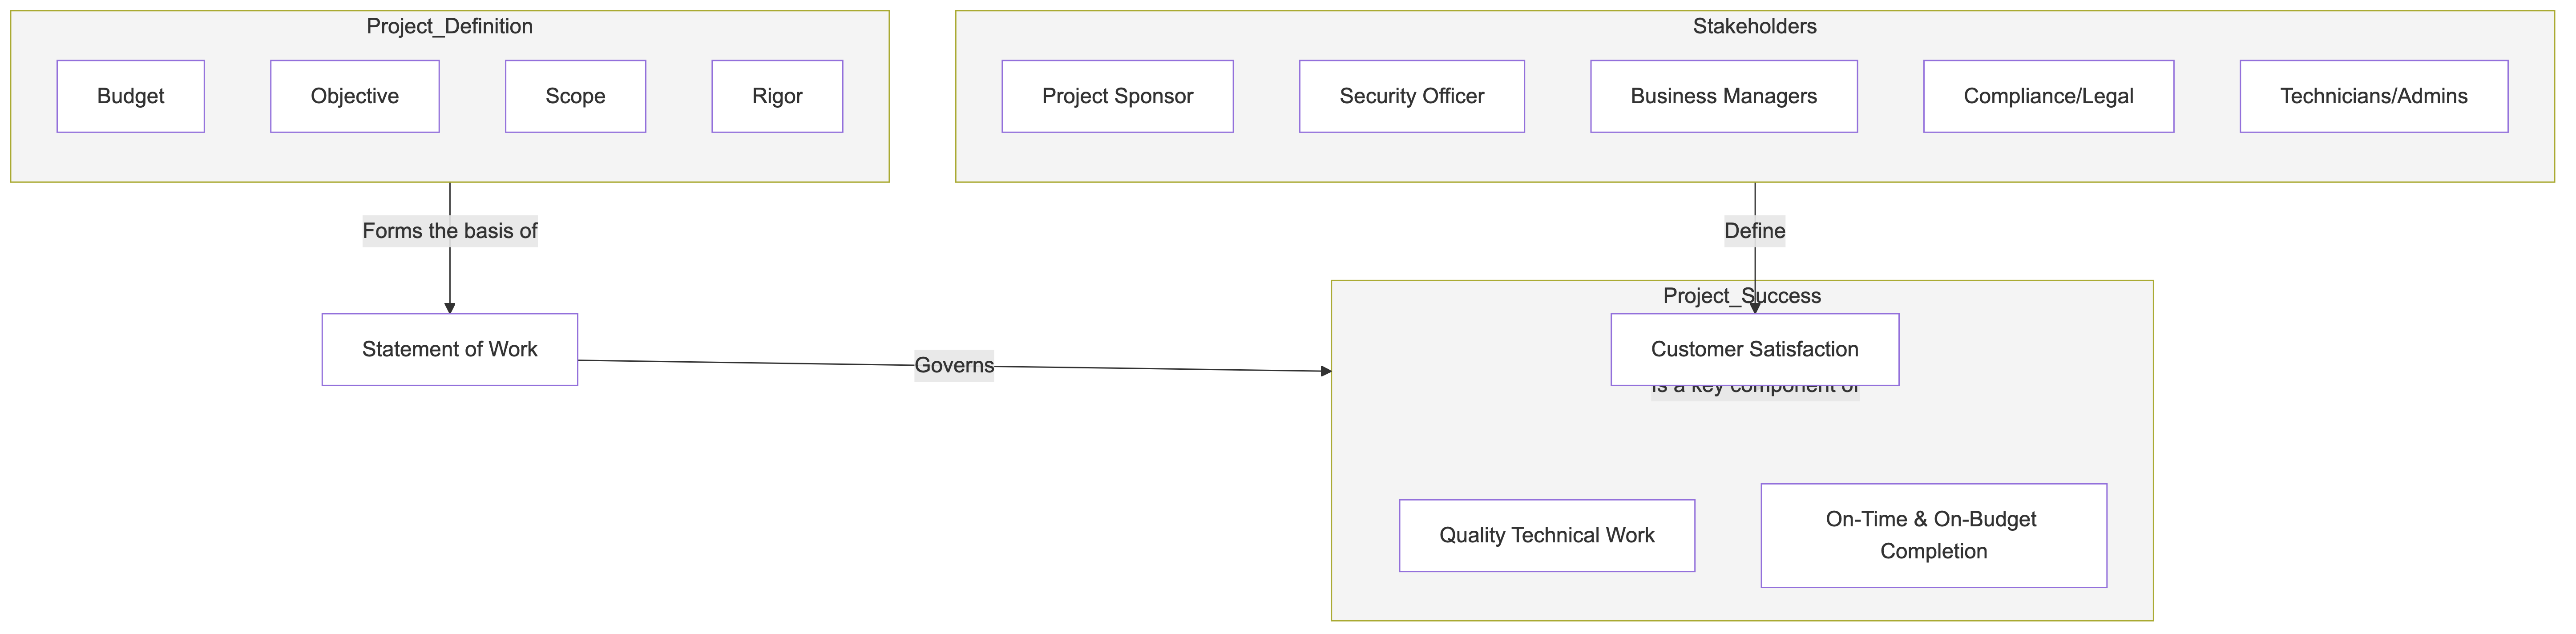 Project_Definition
Budget
Objective
Scope
Rigor
Stakeholders
Project Sponsor
Security Officer
Business Managers
Compliance/Legal
Technicians/Admins
Forms the basis of
Define
Project_Success
Statement of Work
Governs
Customer Satisfaction
Is a key component of
Quality Technical Work
On-Time & On-Budget
Completion